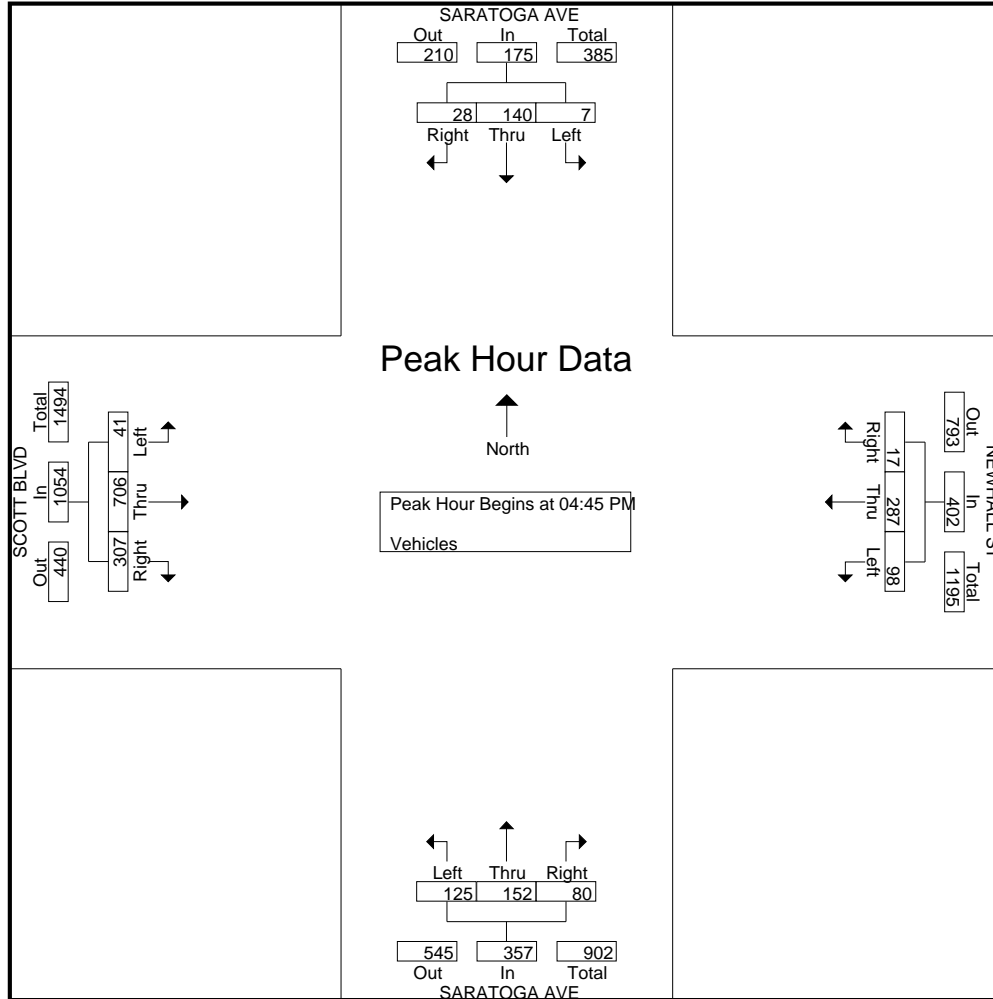 SARATOGA AVE
Out In Total
210 175 385
28 140 7
Right Thru Left
Peak Hour Data
North
Peak Hour Begins at 04:45 PM
Vehicles
SCOTT BLVD
Out In Total
440 1054 1494
307 706 41
Right Thru Left
Right Thru Left
17 287 98
793 402 1195
Out In Total
NEWHALL ST
Left Thru Right
125 152 80
545 357 902
Out In Total
SARATOGA AVE